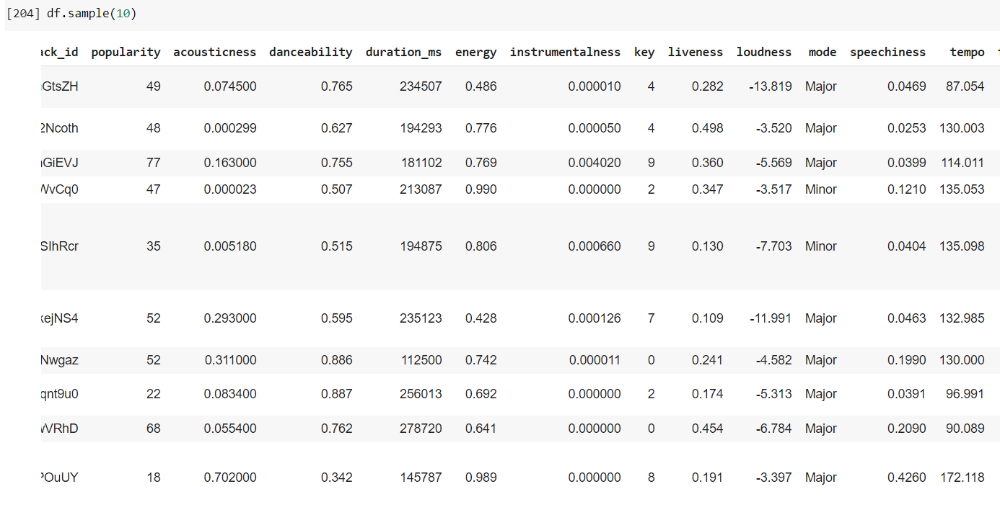 [204] df.sample(10)
ack_id popularity acousticness danceability duration_ms energy instrumentalness key liveness loudness mode speechiness tempo
GtsZH 49 0.074500 0.765 234507 0.486 0.000010 4 0.282 -13.819 Major 0.0469 87.054
2Ncoth 48 0.000299 0.627 194293 0.776 0.000050 4 0.498 -3.520 Major 0.0253 130.003
GiEVJ 77 0.163000 0.755 181102 0.769 0.004020 9 0.360 -5.569 Major 0.0399 114.011
WvCq0 47 0.000023 0.507 213087 0.990 0.000000 2 0.347 -3.517 Minor 0.1210 135.053
SIhRcr 35 0.005180 0.515 194875 0.806 0.000660 9 0.130 -7.703 Minor 0.0404 135.098
kejNS4 52 0.293000 0.595 235123 0.428 0.000126 7 0.109 -11.991 Major 0.0463 132.985
Nwgaz 52 0.311000 0.886 112500 0.742 0.000011 0 0.241 -4.582 Major 0.1990 130.000
qnt9u0 22 0.083400 0.887 256013 0.692 0.000000 2 0.174 -5.313 Major 0.0391 96.991
VRhD 68 0.055400 0.762 278720 0.641 0.000000 0 0.454 -6.784 Major 0.2090 90.089
POuUY 18 0.702000 0.342 145787 0.989 0.000000 8 0.191 -3.397 Major 0.4260 172.118